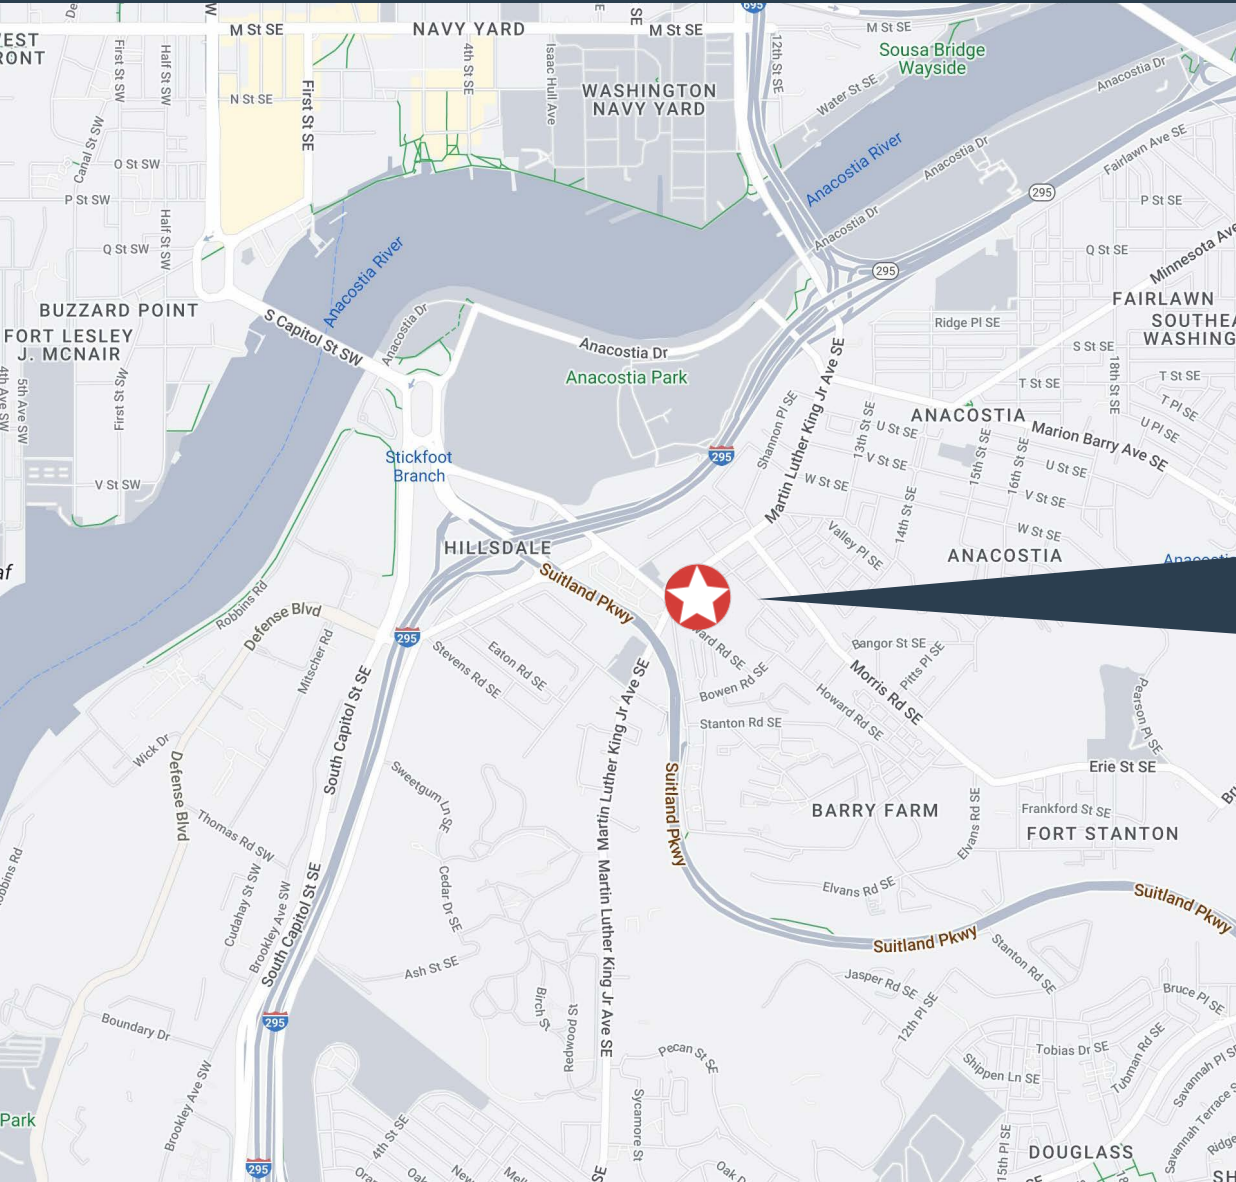 M St SE
NAVY YARD
M St SE
M St SE
Sousa Bridge
Wayside
Anacostia Dr
First St SW
Half St SW
4th St SE
Isaac Hull Ave
WASHINGTON
NAVY YARD
12th St SE
Water St SE
N St SE
First St SE
Canal St SW
O St SW
P St SW
Half St SW
Q St SW
Anacostia River
Anacostia Dr
Anacostia Dr
Fairlawn Ave SE
295
P St SE
Q St SE
Minnesota Ave
295
Anacostia River
BUZZARD POINT
FORT LESLEY
J. MCNAIR
S Capitol St SW
Anacostia Dr
Anacostia Dr
Anacostia Park
FAIRLAWN
Ridge Pl SE
S St SE
T St SE
18th St SE
T St SE
T Pl SE
U Pl SE
4th Ave SW
5th Ave SW
First St SW
V St SW
Stickfoot
Branch
295
Shannon Pl SE
Martin Luther King Jr Ave SE
13th St SE
U St SE
V St SE
W St SE
ANACOSTIA
Marion Barry Ave SE
15th St SE
16th St SE
U St SE
V St SE
W St SE
14th St SE
Valley Pl SE
ANACOSTIA
HILLSDALE
Suitland Pkwy
Robbins Rd
Defense Blvd
Mitscher Rd
295
Stevens Rd SE
Eaton Rd SE
Bowen Rd SE
Stanton Rd SE
Bangor St SE
Pitts Pl SE
Morris Rd SE
Howard Rd SE
Pearson Pl SE
Erie St SE
Wick Dr
Defense Blvd
South Capitol St SE
Martin Luther King Jr Ave SE
Suitland Pkwy
Sweetgum Ln SE
Thomas Rd SW
BARRY FARM
Elvans Rd SE
Frankford St SE
FORT STANTON
Cudahay St SW
Brookley Ave SW
South Capitol St SE
Cedar Dr SE
Martin Luther King Jr Ave SE
Elvans Rd SE
Suitland Pkwy
Suitland Pkwy
Ash St SE
Stanton Rd SE
Jasper Rd SE
12th Pl SE
Bruce Pl SE
Birch St
Redwood St
295
Boundary Dr
Pecan St SE
Tobias Dr SE
Shippen Ln SE
Tubman Rd SE
Savannah Pl SE
Brookley Ave SW
4th St SE
Sycamore St
15th Pl SE
DOUGLASS
Park
295
Oak D